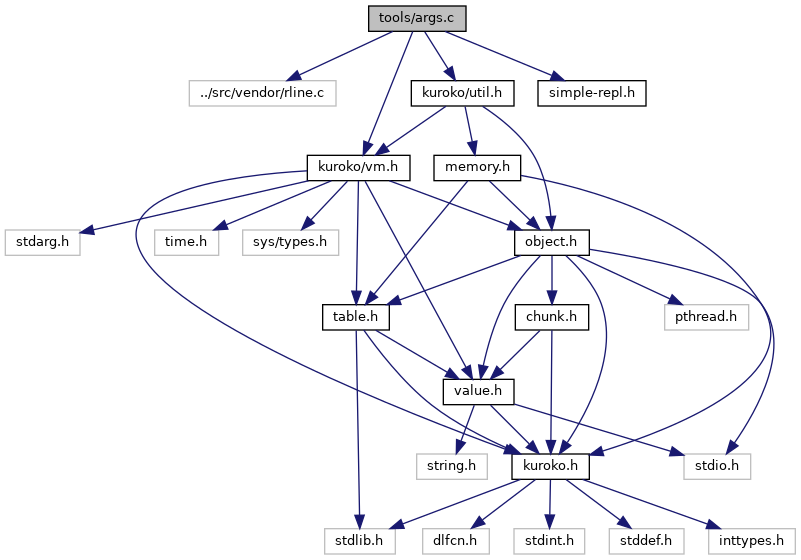 tools/args.c
../src/vendor/rline.c
kuroko/util.h
simple-repl.h
kuroko/vm.h
memory.h
stdarg.h
time.h
sys/types.h
object.h
table.h
chunk.h
pthread.h
value.h
string.h
kuroko.h
stdio.h
stdlib.h
dlfcn.h
stdint.h
stddef.h
inttypes.h